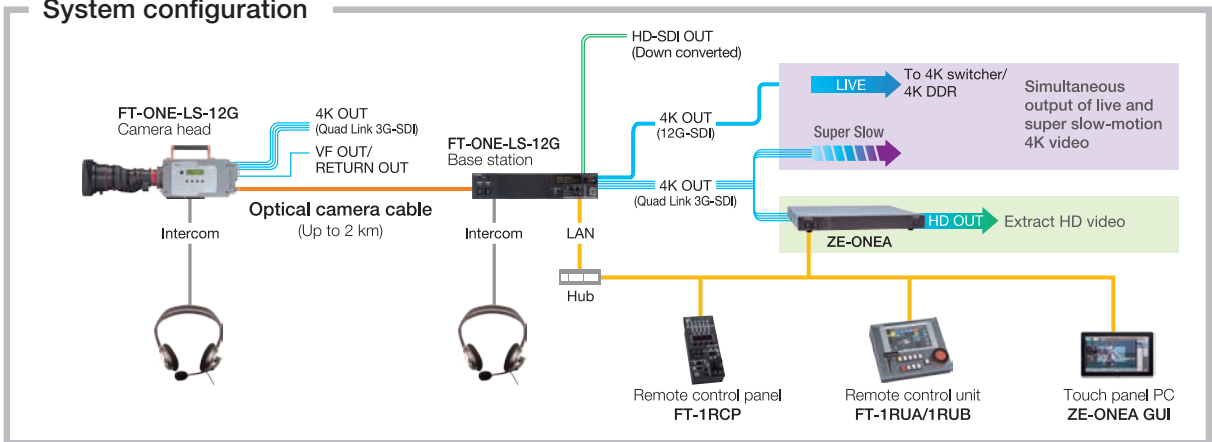 System configuration
HD-SDI OUT
(Down converted)
FT-ONE-LS-12G
Camera head
4K OUT
(Quad Link 3G-SDI)
VF OUT/
RETURN OUT
FT-ONE-LS-12G
Base station
4K OUT
(12G-SDI)
4K OUT
(Quad Link 3G-SDI)
LIVE
To 4K switcher/
4K DDR
Super Slow
Simultaneous
output of live and
super slow-motion
4K video
Optical camera cable
(Up to 2 km)
Intercom
Intercom
LAN
Hub
HD OUT
ZE-ONEA
Extract HD video
Remote control panel
FT-1RCP
Remote control unit
FT-1RUA/1RUB
Touch panel PC
ZE-ONEA GUI